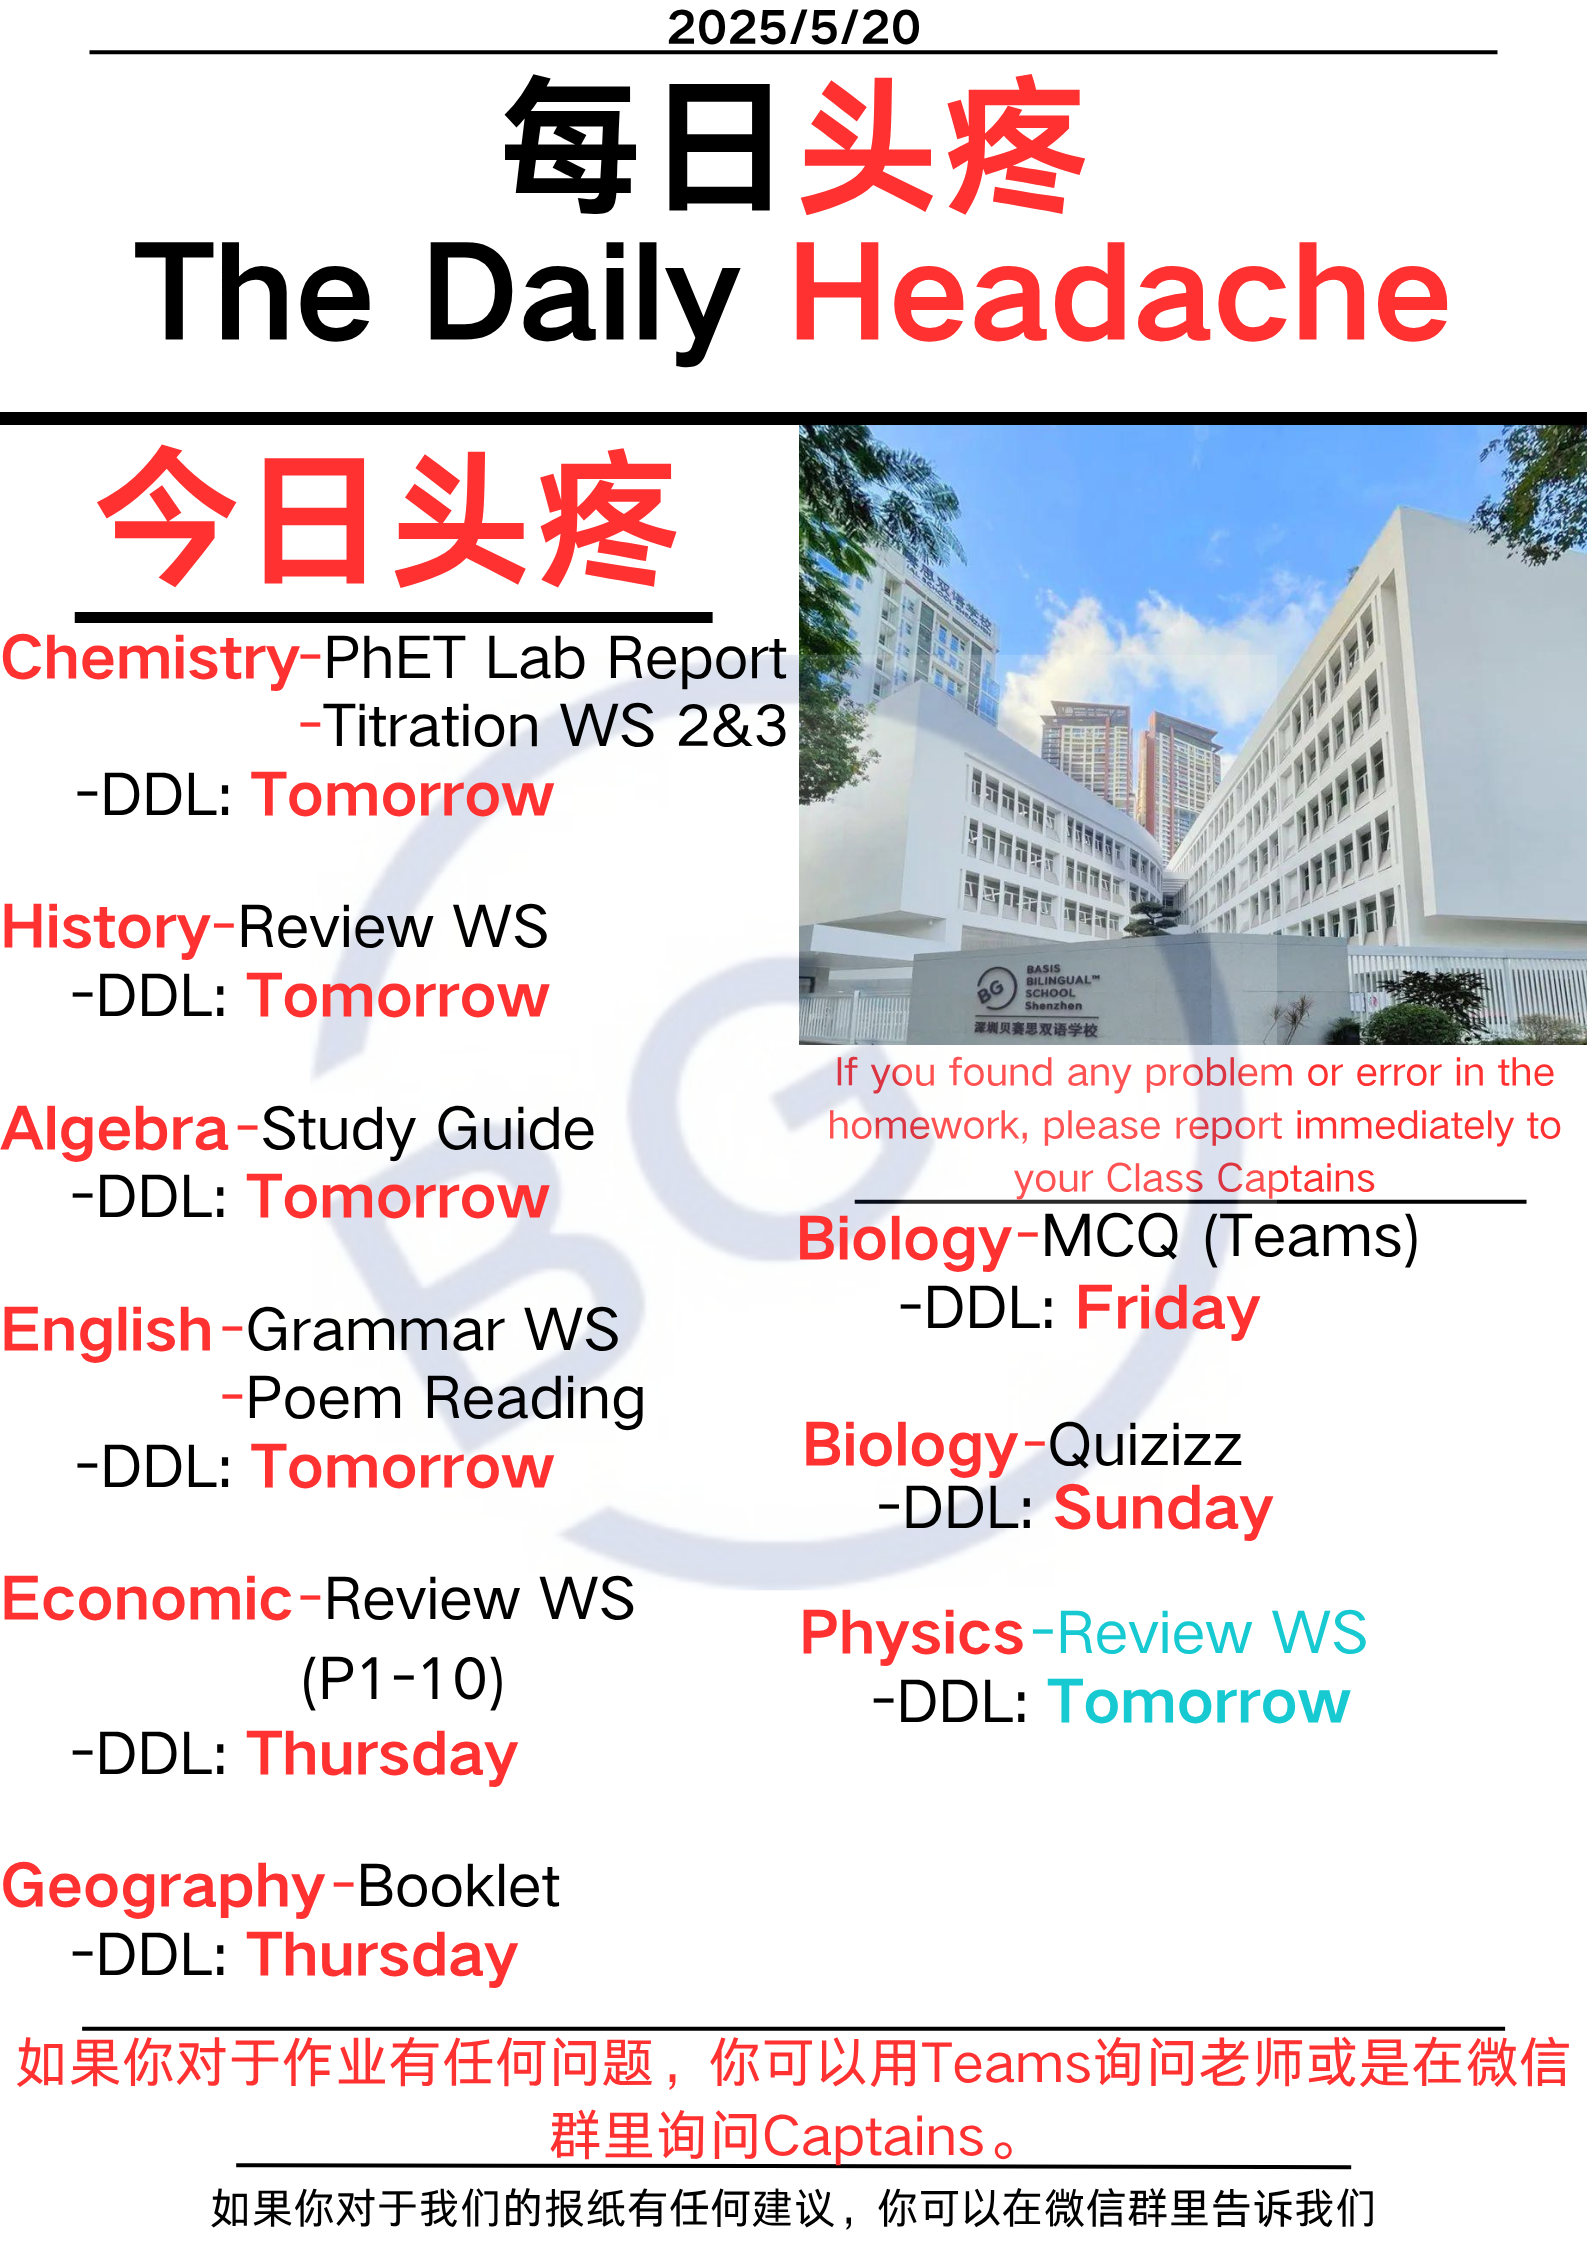 2025/5/20
每日头疼
The Daily Headache
今日头疼
Chemistry-PhET Lab Report
-Titration WS 2&3
-DDL: Tomorrow
History-Review WS
-DDL: Tomorrow
Algebra-Study Guide
-DDL: Tomorrow
English-Grammar WS
-Poem Reading
-DDL: Tomorrow
Economic-Review WS
(P1-10)
-DDL: Thursday
Geography-Booklet
-DDL: Thursday
思双语学校
BG
BASIS
BILINGUAL™
SCHOOL
Shenzhen
深圳贝赛思双语学校
If you found any problem or error in the
homework, please report immediately to
your Class Captains
Biology-MCQ (Teams)
-DDL: Friday
Biology-Quizizz
-DDL: Sunday
Physics-Review WS
-DDL: Tomorrow
BG
如果你对于作业有任何问题，你可以用Teams询问老师或是在微信
群里询问Captains。
如果你对于我们的报纸有任何建议，你可以在微信群里告诉我们